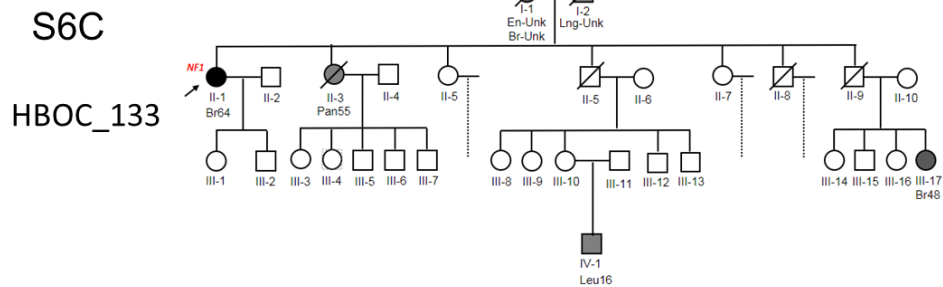 S6C
HBOC_133
I-1
En-Unk
Br-Unk
I-2
Lng-Unk
NF1
II-1
Br64
II-2
II-3
Pan55
II-4
II-5
II-5
II-6
II-7
II-8
II-9
II-10
III-1
III-2
III-3
III-4
III-5
III-6
III-7
III-8
III-9
III-10
III-11
III-12
III-13
III-14
III-15
III-16
III-17
Br48
IV-1
Leu16